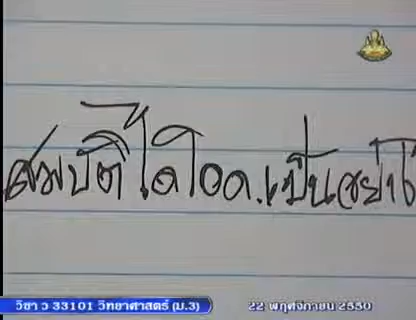 สมบัติไดโอด.เป็นอย่างไ
วิชา ว 33101 วิทยาศาสตร์ (ม.3)
22 พฤศจิกายน 2550